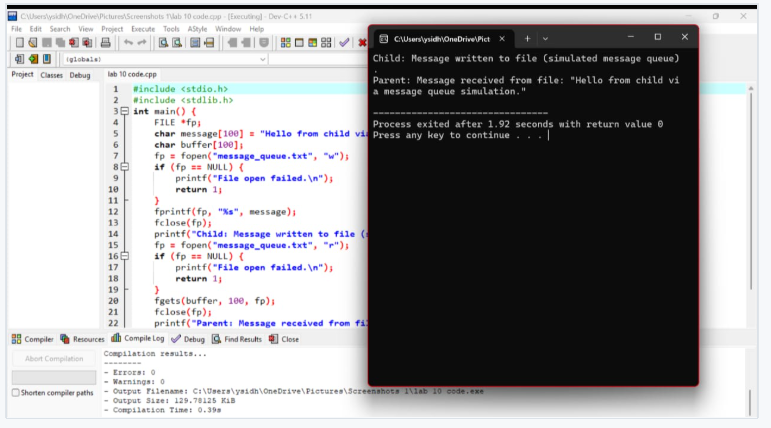 C:\Users\ysidh\OneDrive\Pictures\Screenshots 1\lab 10 code.cpp - [Executing] - Dev-C++ 5.11
File Edit Search View Project Execute Tools AStyle Window Help
(globals)
Project Classes Debug
lab 10 code.cpp
1 #include <stdio.h>
2 #include <stdlib.h>
3 int main() {
4 FILE *fp;
5 char message[100] = "Hello from child vi
6 char buffer[100];
7 fp = fopen("message_queue.txt", "w");
8 if (fp == NULL) {
9 printf("File open failed.\n");
10 return 1;
11 }
12 fprintf(fp, "%s", message);
13 fclose(fp);
14 printf("Child: Message written to file (
15 fp = fopen("message_queue.txt", "r");
16 if (fp == NULL) {
17 printf("File open failed.\n");
18 return 1;
19 }
20 fgets(buffer, 100, fp);
21 fclose(fp);
22 printf("Parent: Message received from fil
C:\Users\ysidh\OneDrive\Pict
Child: Message written to file (simulated message queue)
.
Parent: Message received from file: "Hello from child vi
a message queue simulation."
--------------------------------
Process exited after 1.92 seconds with return value 0
Press any key to continue . . .
Compiler Resources Compile Log Debug Find Results Close
Abort Compilation
Shorten compiler paths
Compilation results...
--------
- Errors: 0
- Warnings: 0
- Output Filename: C:\Users\ysidh\OneDrive\Pictures\Screenshots 1\lab 10 code.exe
- Output Size: 129.78125 KiB
- Compilation Time: 0.39s